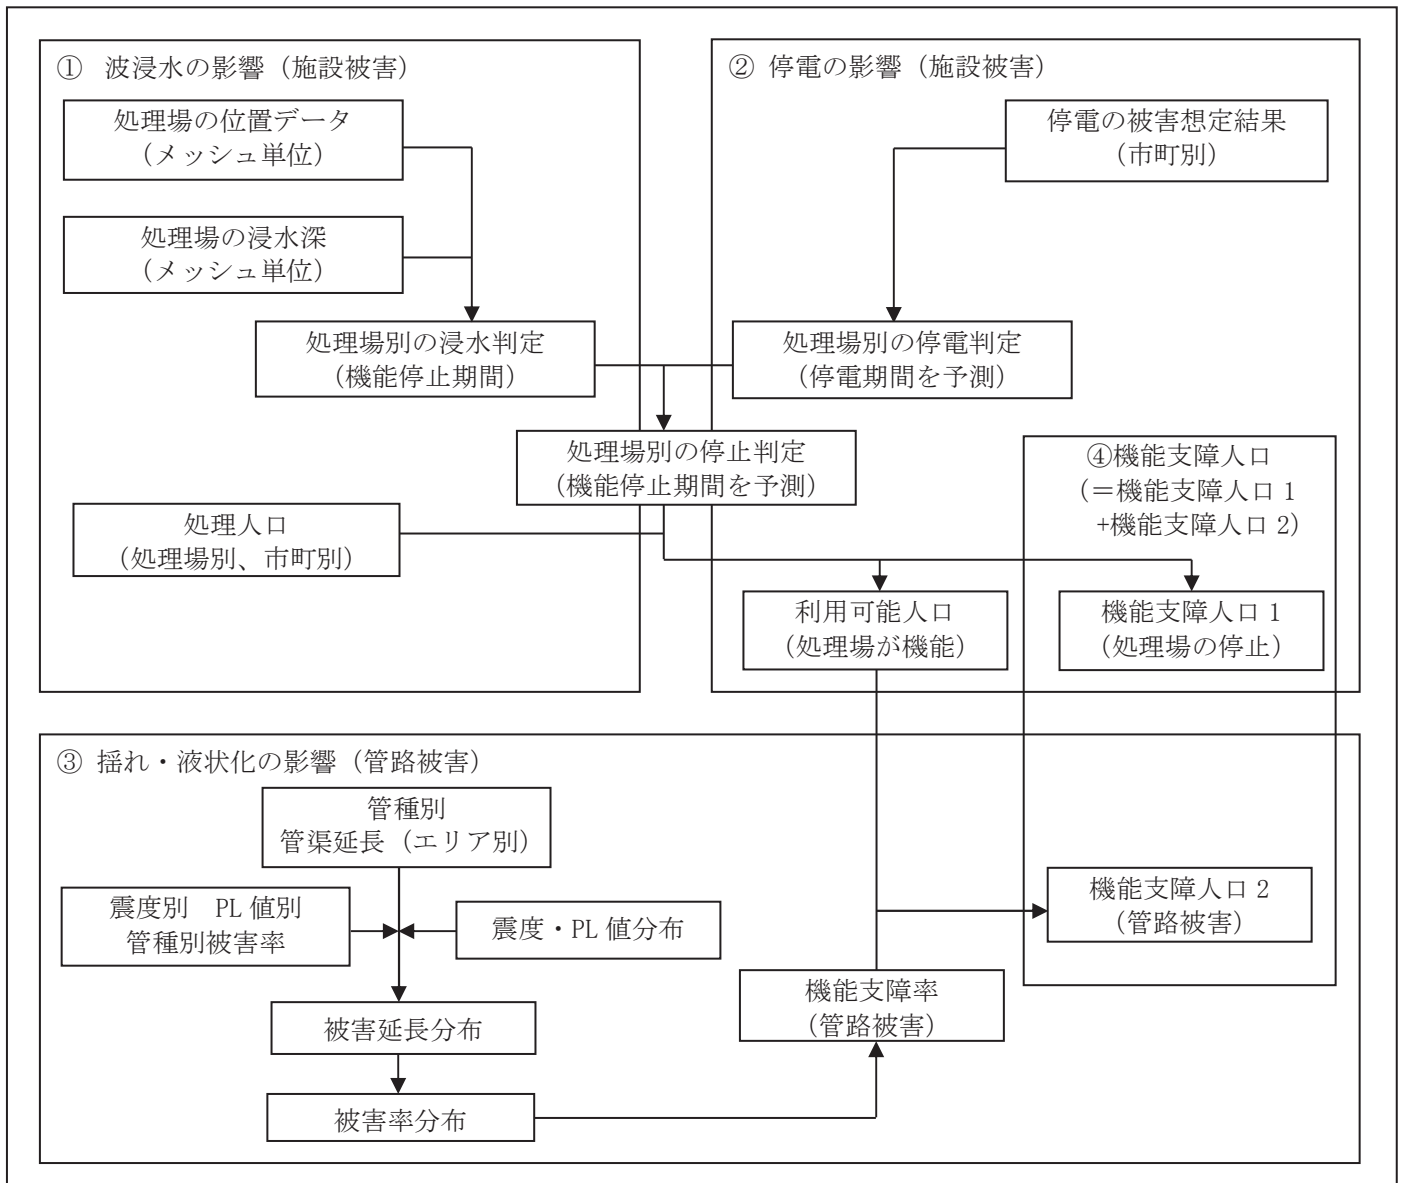 ① 波浸水の影響（施設被害）
処理場の位置データ
（メッシュ単位）
処理場の浸水深
（メッシュ単位）
処理場別の浸水判定
（機能停止期間）
② 停電の影響（施設被害）
停電の被害想定結果
（市町別）
処理場別の停電判定
（停電期間を予測）
処理場別の停止判定
（機能停止期間を予測）
処理人口
（処理場別、市町別）
④機能支障人口
（＝機能支障人口 1
+機能支障人口 2）
利用可能人口
（処理場が機能）
機能支障人口 1
（処理場の停止）
③ 揺れ・液状化の影響（管路被害）
管種別
管渠延長（エリア別）
震度別　PL 値別
管種別被害率
震度・PL 値分布
機能支障人口 2
（管路被害）
機能支障率
（管路被害）
被害延長分布
被害率分布